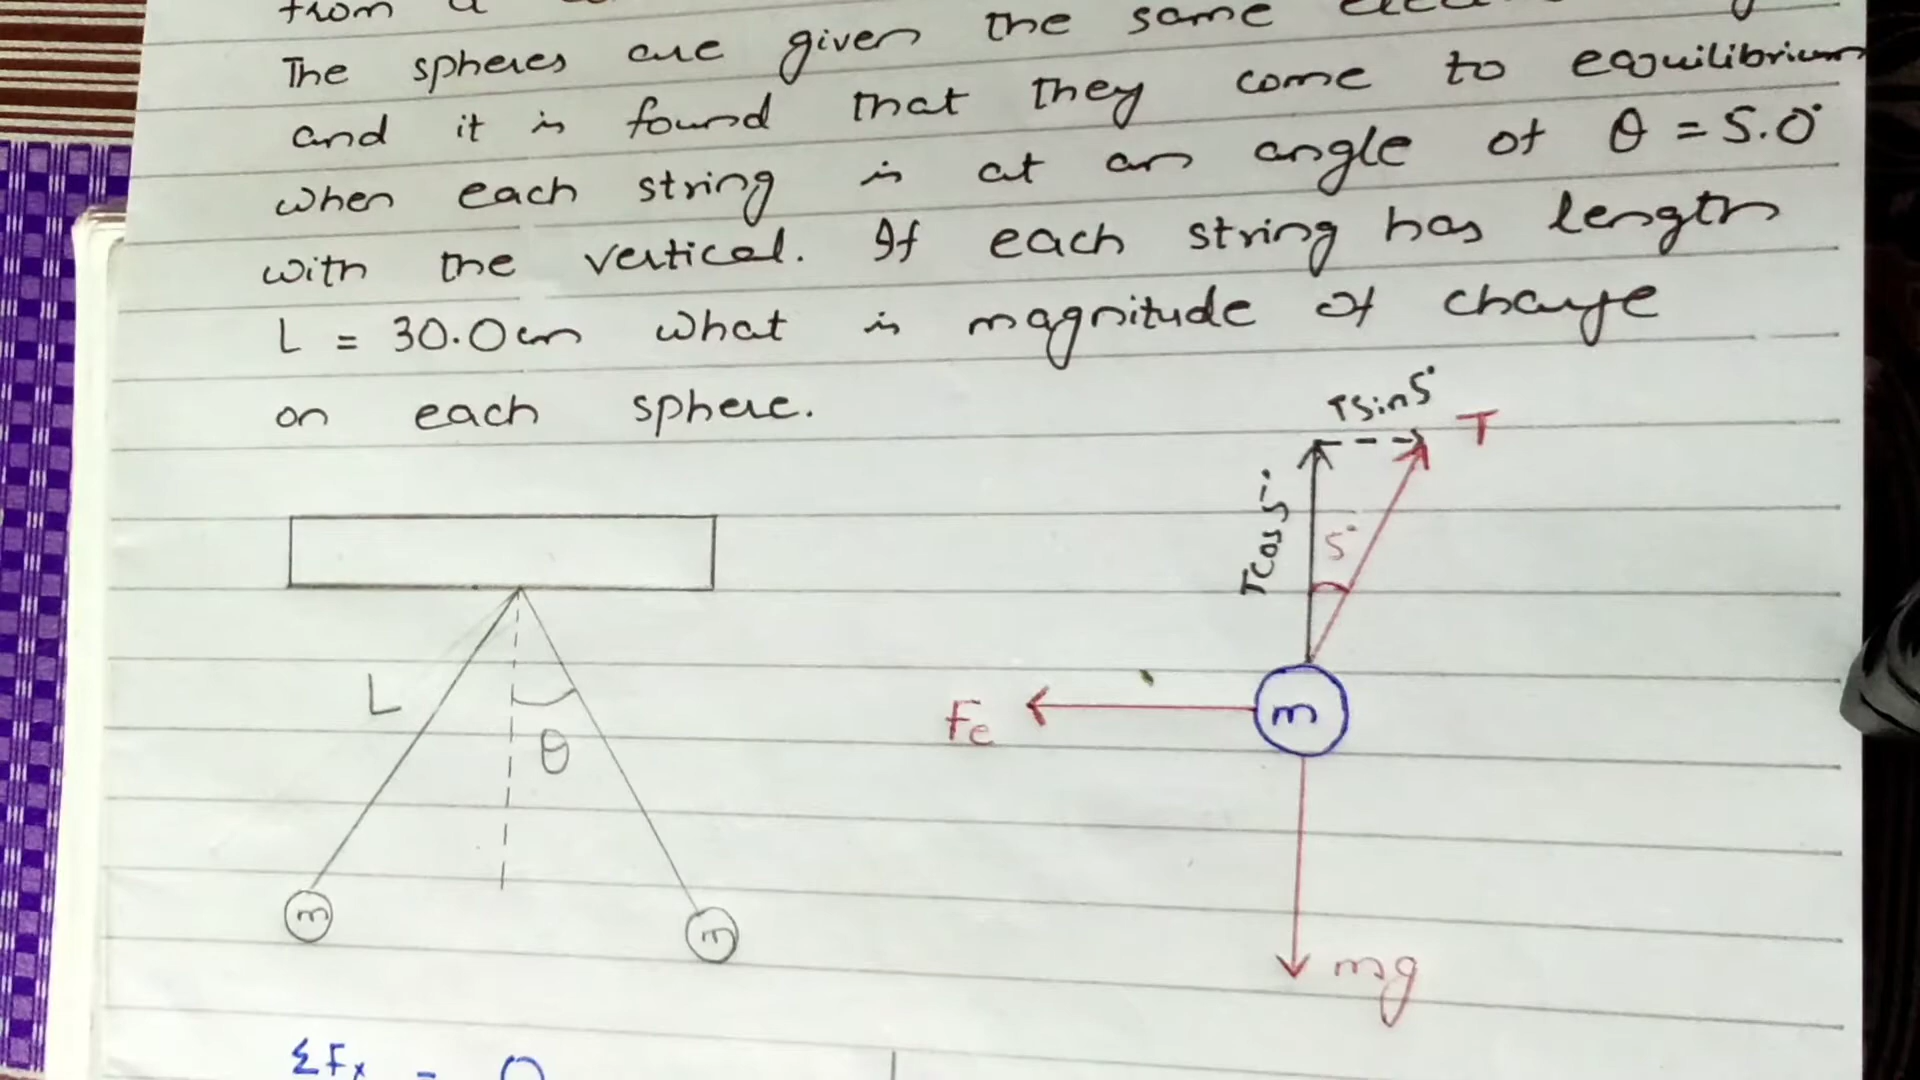 from a
The spheres are given the same
and it is found that they come to equilibrium
when each string is at an angle of θ = 5.0°
with the vertical. If each string has length
L = 30.0cm what is magnitude of charge
on each sphere.
Tsin5°
T
Tcos5°
5°
L
θ
Fe
m
m
m
mg
ΣFx = 0